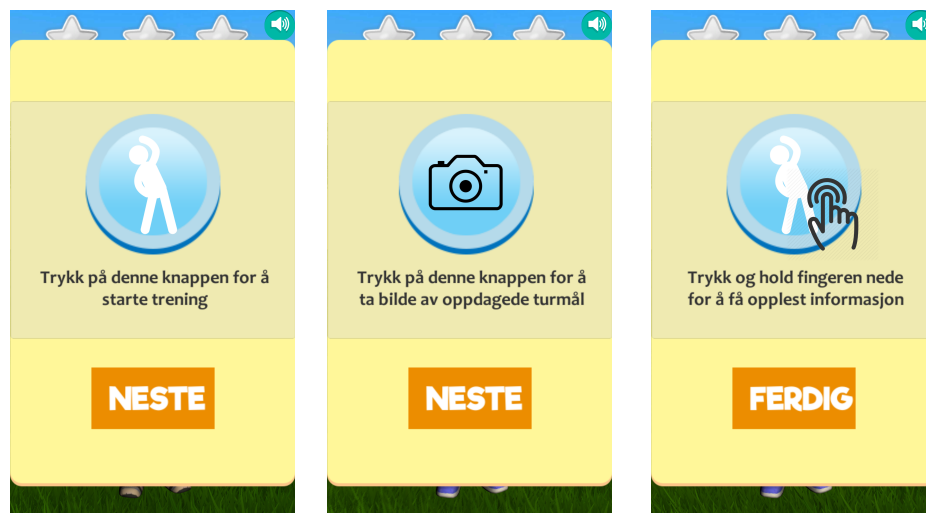 Trykk på denne knappen for å
starte trening
NESTE
Trykk på denne knappen for å
ta bilde av oppdagede turmål
NESTE
Trykk og hold fingeren nede
for å få opplest informasjon
FERDIG